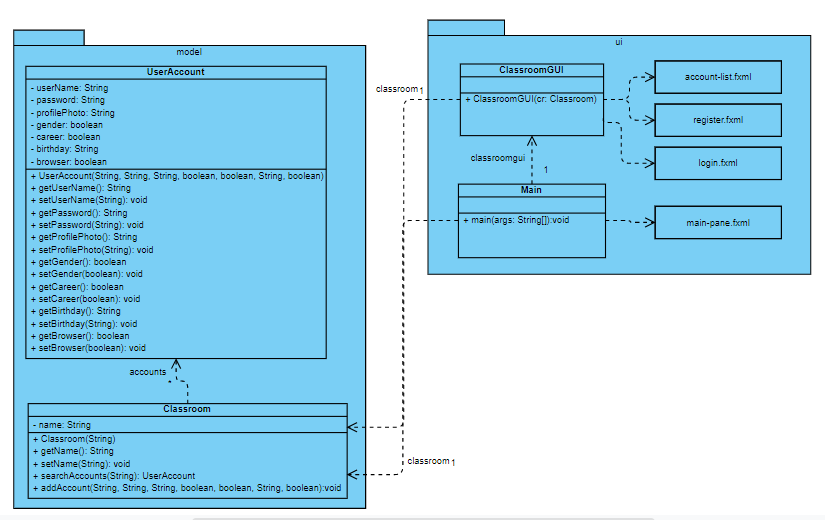 model
UserAccount
- userName: String
- password: String
- profilePhoto: String
- gender: boolean
- career: boolean
- birthday: String
- browser: boolean
+ UserAccount(String, String, String, boolean, boolean, String, boolean)
+ getUserName(): String
+ setUserName(String): void
+ getPassword(): String
+ setPassword(String): void
+ getProfilePhoto(): String
+ setProfilePhoto(String): void
+ getGender(): boolean
+ setGender(boolean): void
+ getCareer(): boolean
+ setCareer(boolean): void
+ getBirthday(): String
+ setBirthday(String): void
+ getBrowser(): boolean
+ setBrowser(boolean): void
accounts
*
Classroom
- name: String
+ Classroom(String)
+ getName(): String
+ setName(String): void
+ searchAccounts(String): UserAccount
+ addAccount(String, String, String, boolean, boolean, String, boolean):void
classroom 1
classroom 1
ui
ClassroomGUI
+ ClassroomGUI(cr: Classroom)
classroomgui
1
Main
+ main(args: String[]):void
account-list.fxml
register.fxml
login.fxml
main-pane.fxml